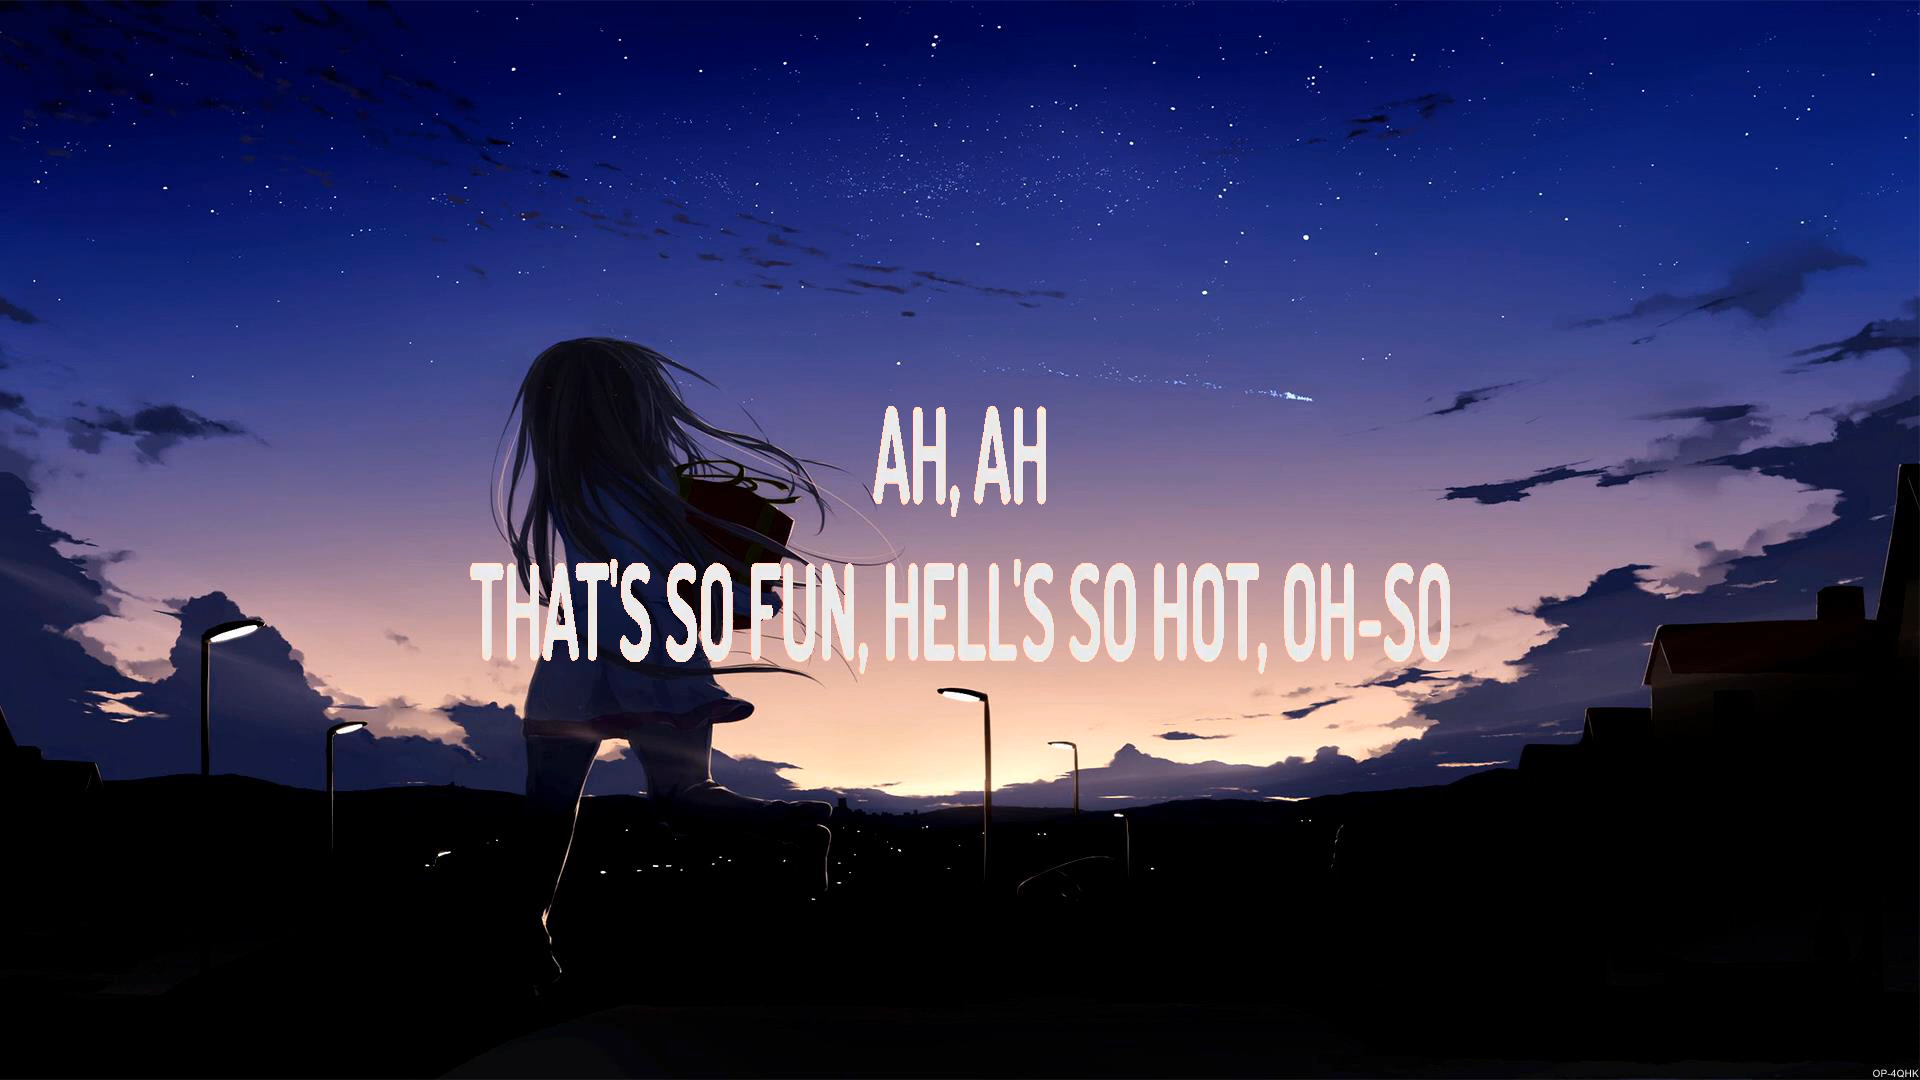 AH, AH
THAT'S SO FUN, HELL'S SO HOT, OH-SO
OP-4QHK